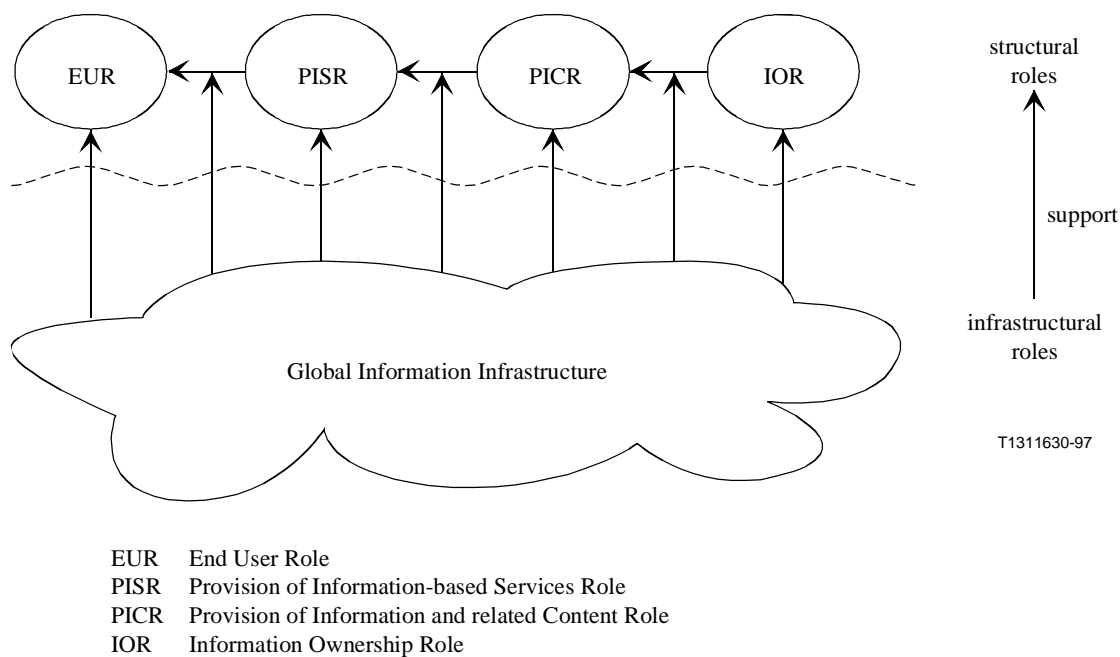 EUR
PISR
PICR
IOR
structural
roles
support
infrastructural
roles
Global Information Infrastructure
T1311630-97
EUR End User Role
PISR Provision of Information-based Services Role
PICR Provision of Information and related Content Role
IOR Information Ownership Role